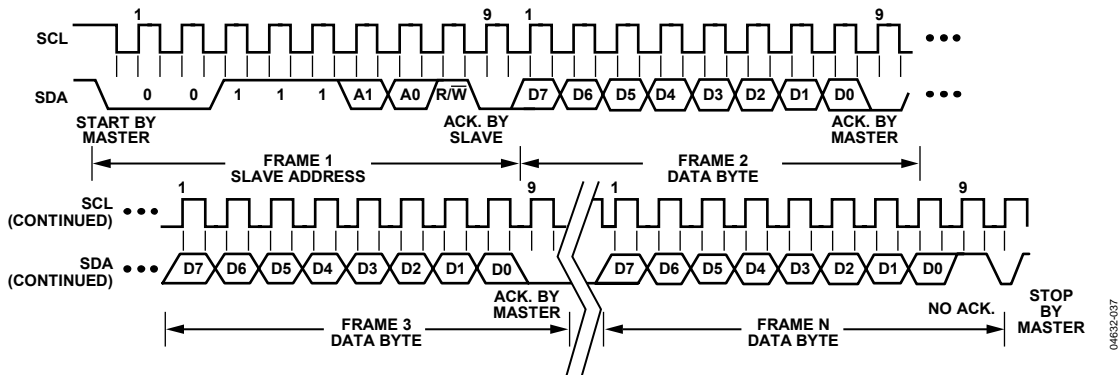 1 9 1 9
SCL
SDA 0 0 1 1 1 A1 A0 R/W̅ D7 D6 D5 D4 D3 D2 D1 D0
START BY MASTER
ACK. BY SLAVE
ACK. BY MASTER
FRAME 1
SLAVE ADDRESS
FRAME 2
DATA BYTE
1 9 1 9
SCL
(CONTINUED)
SDA
(CONTINUED)
D7 D6 D5 D4 D3 D2 D1 D0 D7 D6 D5 D4 D3 D2 D1 D0
ACK. BY
MASTER
NO ACK.
STOP
BY
MASTER
FRAME 3
DATA BYTE
FRAME N
DATA BYTE
04632-037